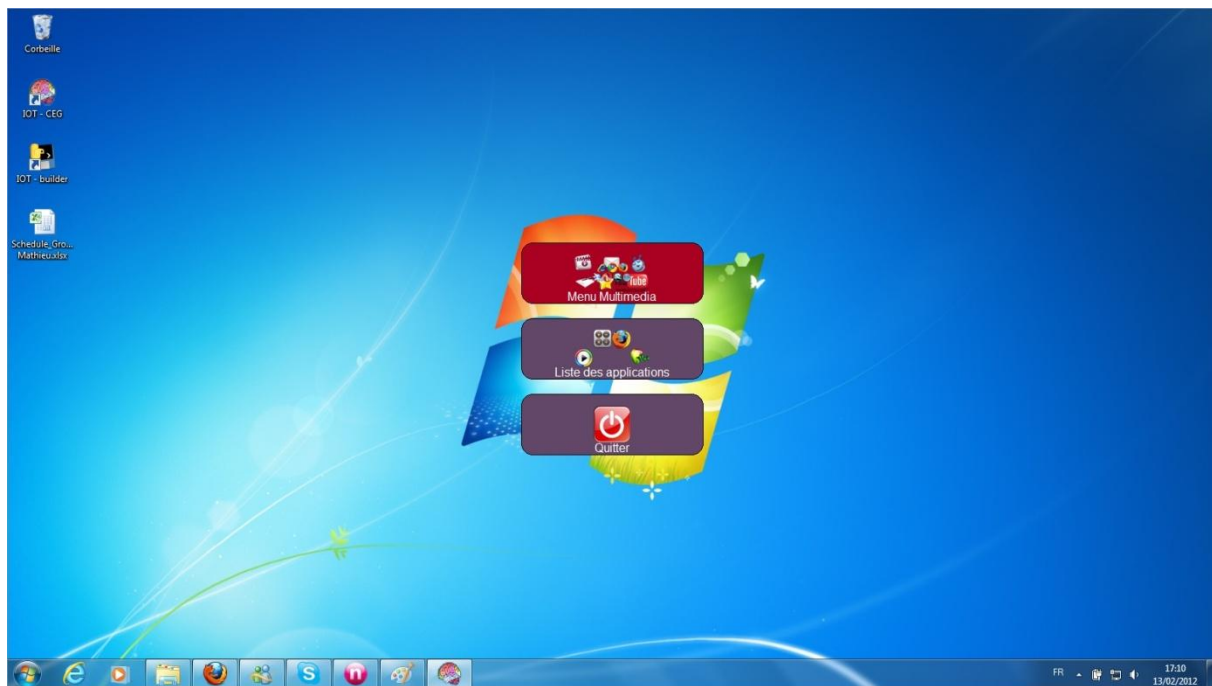 Corbeille
IOT - CEG
IOT - builder
Schedule_Gro...
Mathieu.xlsx
Tube
Menu Multimedia
Liste des applications
Quitter
FR
17:10
13/02/2012